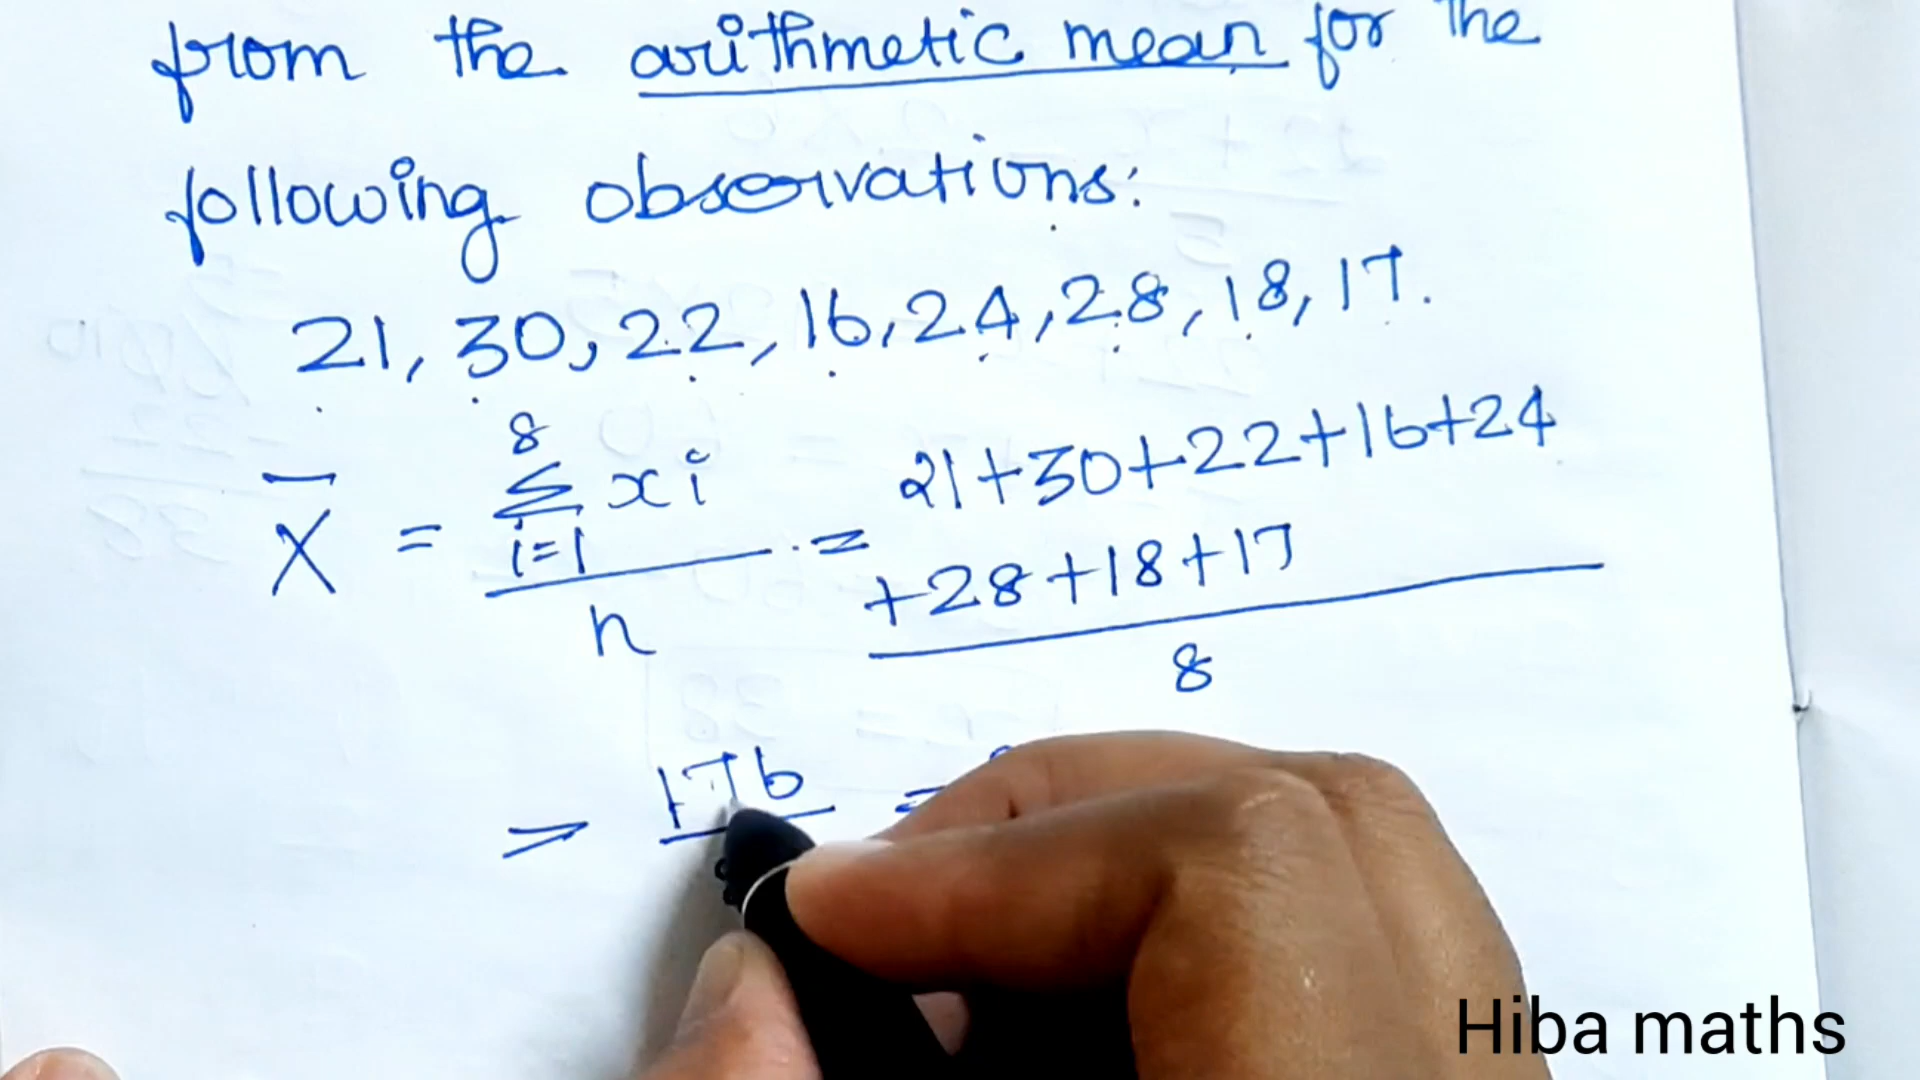 from the arithmetic mean for the
following observations:
21, 30, 22, 16, 24, 28, 18, 17.
X̄ = 8 Σ i=1 xi / n = 21+30+22+16+24
+28+18+17
8
= 176 =
Hiba maths